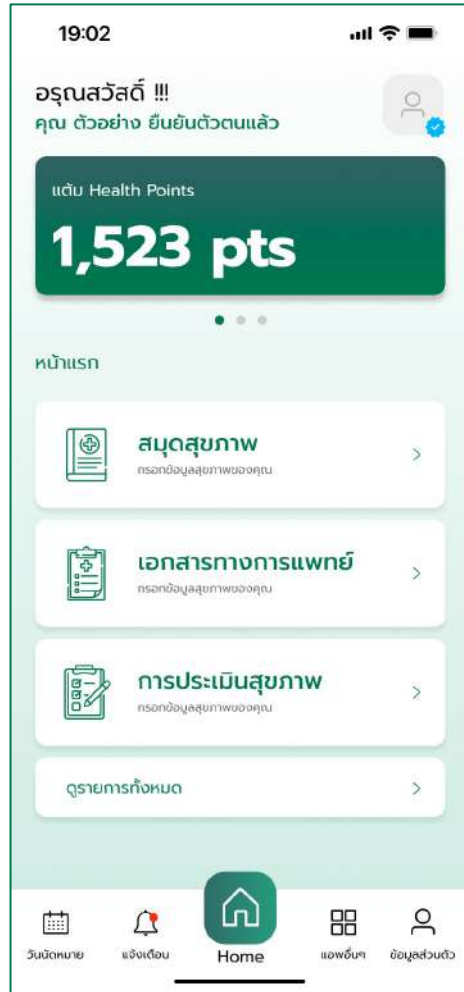 19:02
อรุณสวัสดิ์ !!!
คุณ ตัวอย่าง ยืนยันตัวตนแล้ว
แต้ม Health Points
1,523 pts
หน้าแรก
สมุดสุขภาพ
กรอกข้อมูลสุขภาพของคุณ
เอกสารทางการแพทย์
กรอกข้อมูลสุขภาพของคุณ
การประเมินสุขภาพ
กรอกข้อมูลสุขภาพของคุณ
ดูรายการทั้งหมด
วันนัดหมาย
แจ้งเตือน
Home
แอพอื่นๆ
ข้อมูลส่วนตัว